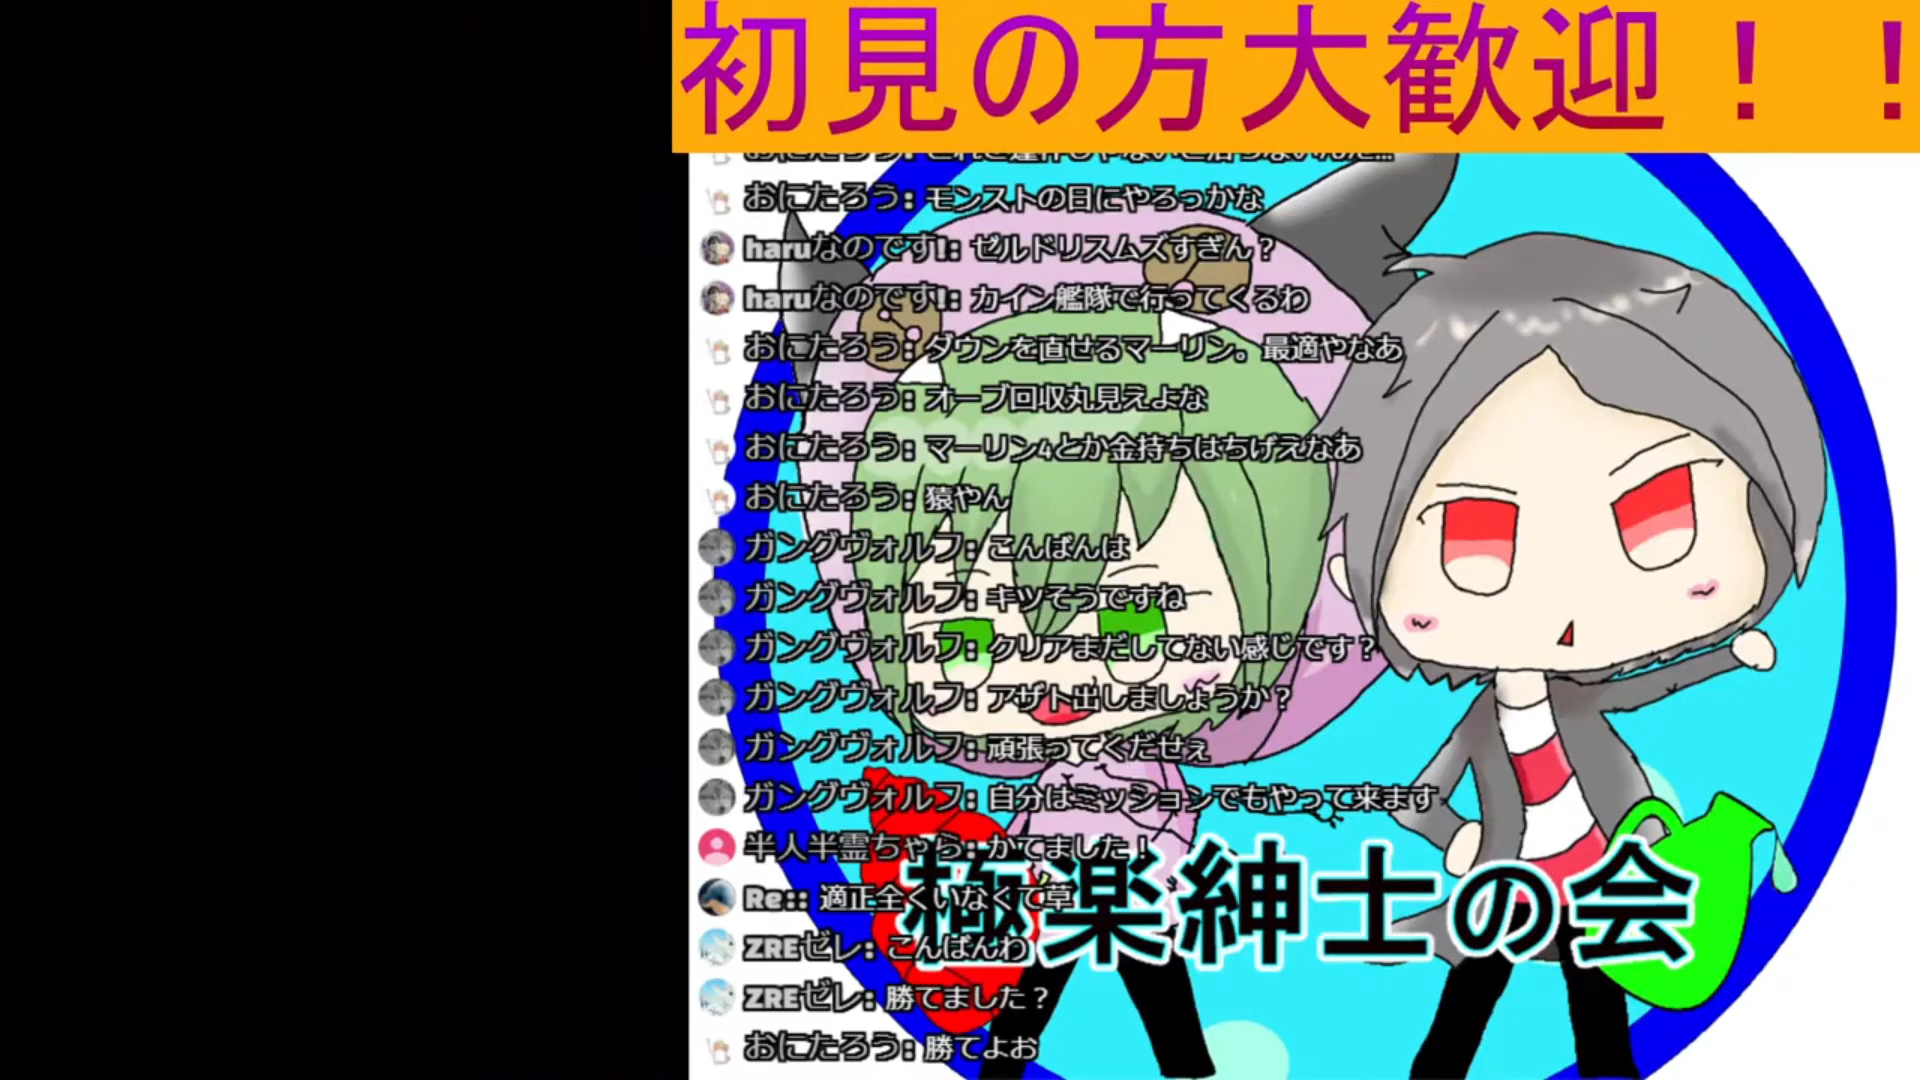 初見の方大歓迎！！
おにたろう: モンストの日にやろっかな
haruなのです!: ゼルドリスムズすぎん？
haruなのです!: カイン艦隊で行ってくるわ
おにたろう: ダウンを直せるマーリン。最適やなあ
おにたろう: オーブ回収丸見えよな
おにたろう: マーリン4とか金持ちはちげえなあ
おにたろう: 猿やん
ガングヴォルフ: こんばんは
ガングヴォルフ: キツそうですね
ガングヴォルフ: クリアまだしてない感じです？
ガングヴォルフ: アザト出しましょうか？
ガングヴォルフ: 頑張ってくだせぇ
ガングヴォルフ: 自分はミッションでもやって来ます
半人半霊ちゃら: かてました！
Re:: 適正全くいなくて草
ZREゼレ: こんばんわ
ZREゼレ: 勝てました？
おにたろう: 勝てよお
極楽紳士の会